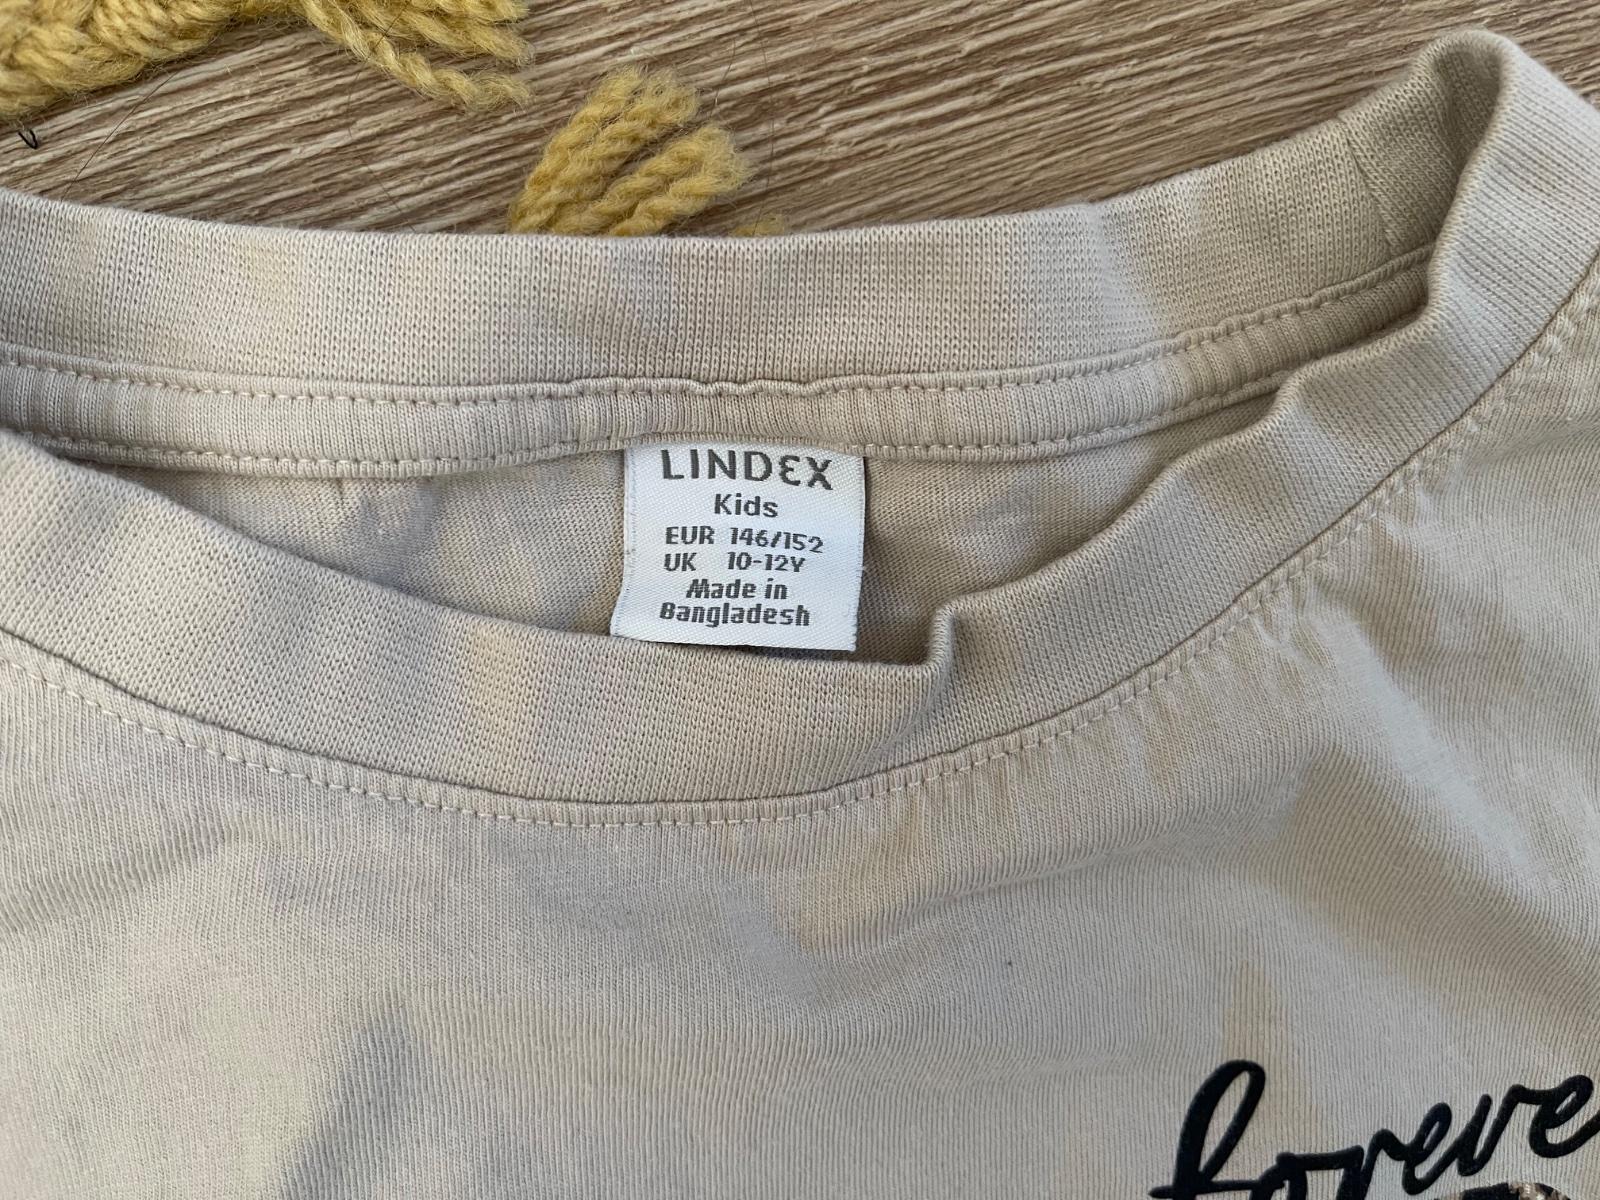 LINDEX
Kids
EUR 146/152
UK 10-12Y
Made in
Bangladesh
foreve